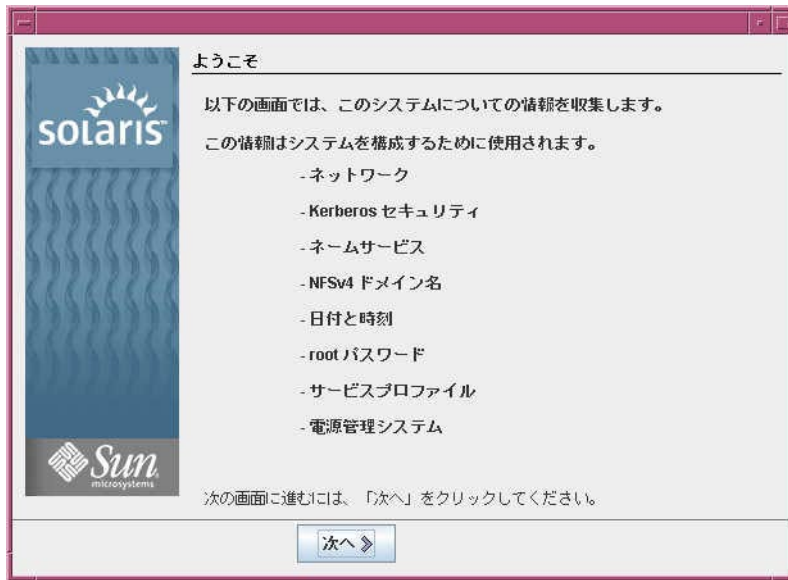 ようこそ
solaris™
以下の画面では、このシステムについての情報を収集します。
この情報はシステムを構成するために使用されます。
- ネットワーク
- Kerberos セキュリティ
- ネームサービス
- NFSv4 ドメイン名
- 日付と時刻
- root パスワード
- サービスプロファイル
- 電源管理システム
Sun
microsystems
次の画面に進むには、「次へ」をクリックしてください。
次へ